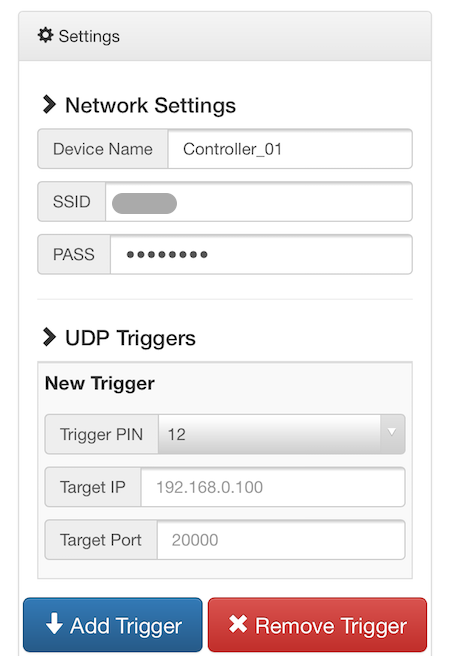 Settings
Network Settings
Device Name Controller_01
SSID
PASS ••••••••
UDP Triggers
New Trigger
Trigger PIN 12
Target IP 192.168.0.100
Target Port 20000
Add Trigger Remove Trigger